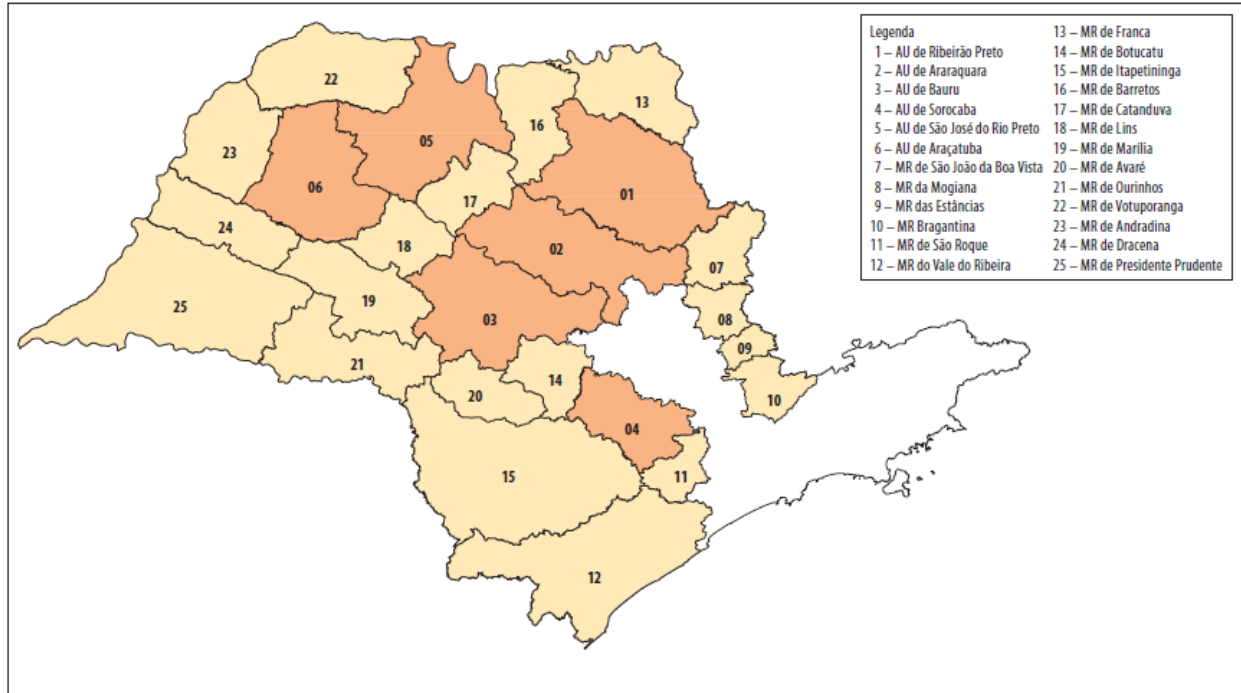 Legenda
1 – AU de Ribeirão Preto
2 – AU de Araraquara
3 – AU de Bauru
4 – AU de Sorocaba
5 – AU de São José do Rio Preto
6 – AU de Araçatuba
7 – MR de São João da Boa Vista
8 – MR da Mogiana
9 – MR das Estâncias
10 – MR Bragantina
11 – MR de São Roque
12 – MR do Vale do Ribeira
13 – MR de Franca
14 – MR de Botucatu
15 – MR de Itapetininga
16 – MR de Barretos
17 – MR de Catanduva
18 – MR de Lins
19 – MR de Marília
20 – MR de Avaré
21 – MR de Ourinhos
22 – MR de Votuporanga
23 – MR de Andradina
24 – MR de Dracena
25 – MR de Presidente Prudente
22
13
05
16
23
06
01
17
24
18
02
07
25
19
03
08
09
21
14
20
10
04
15
11
12